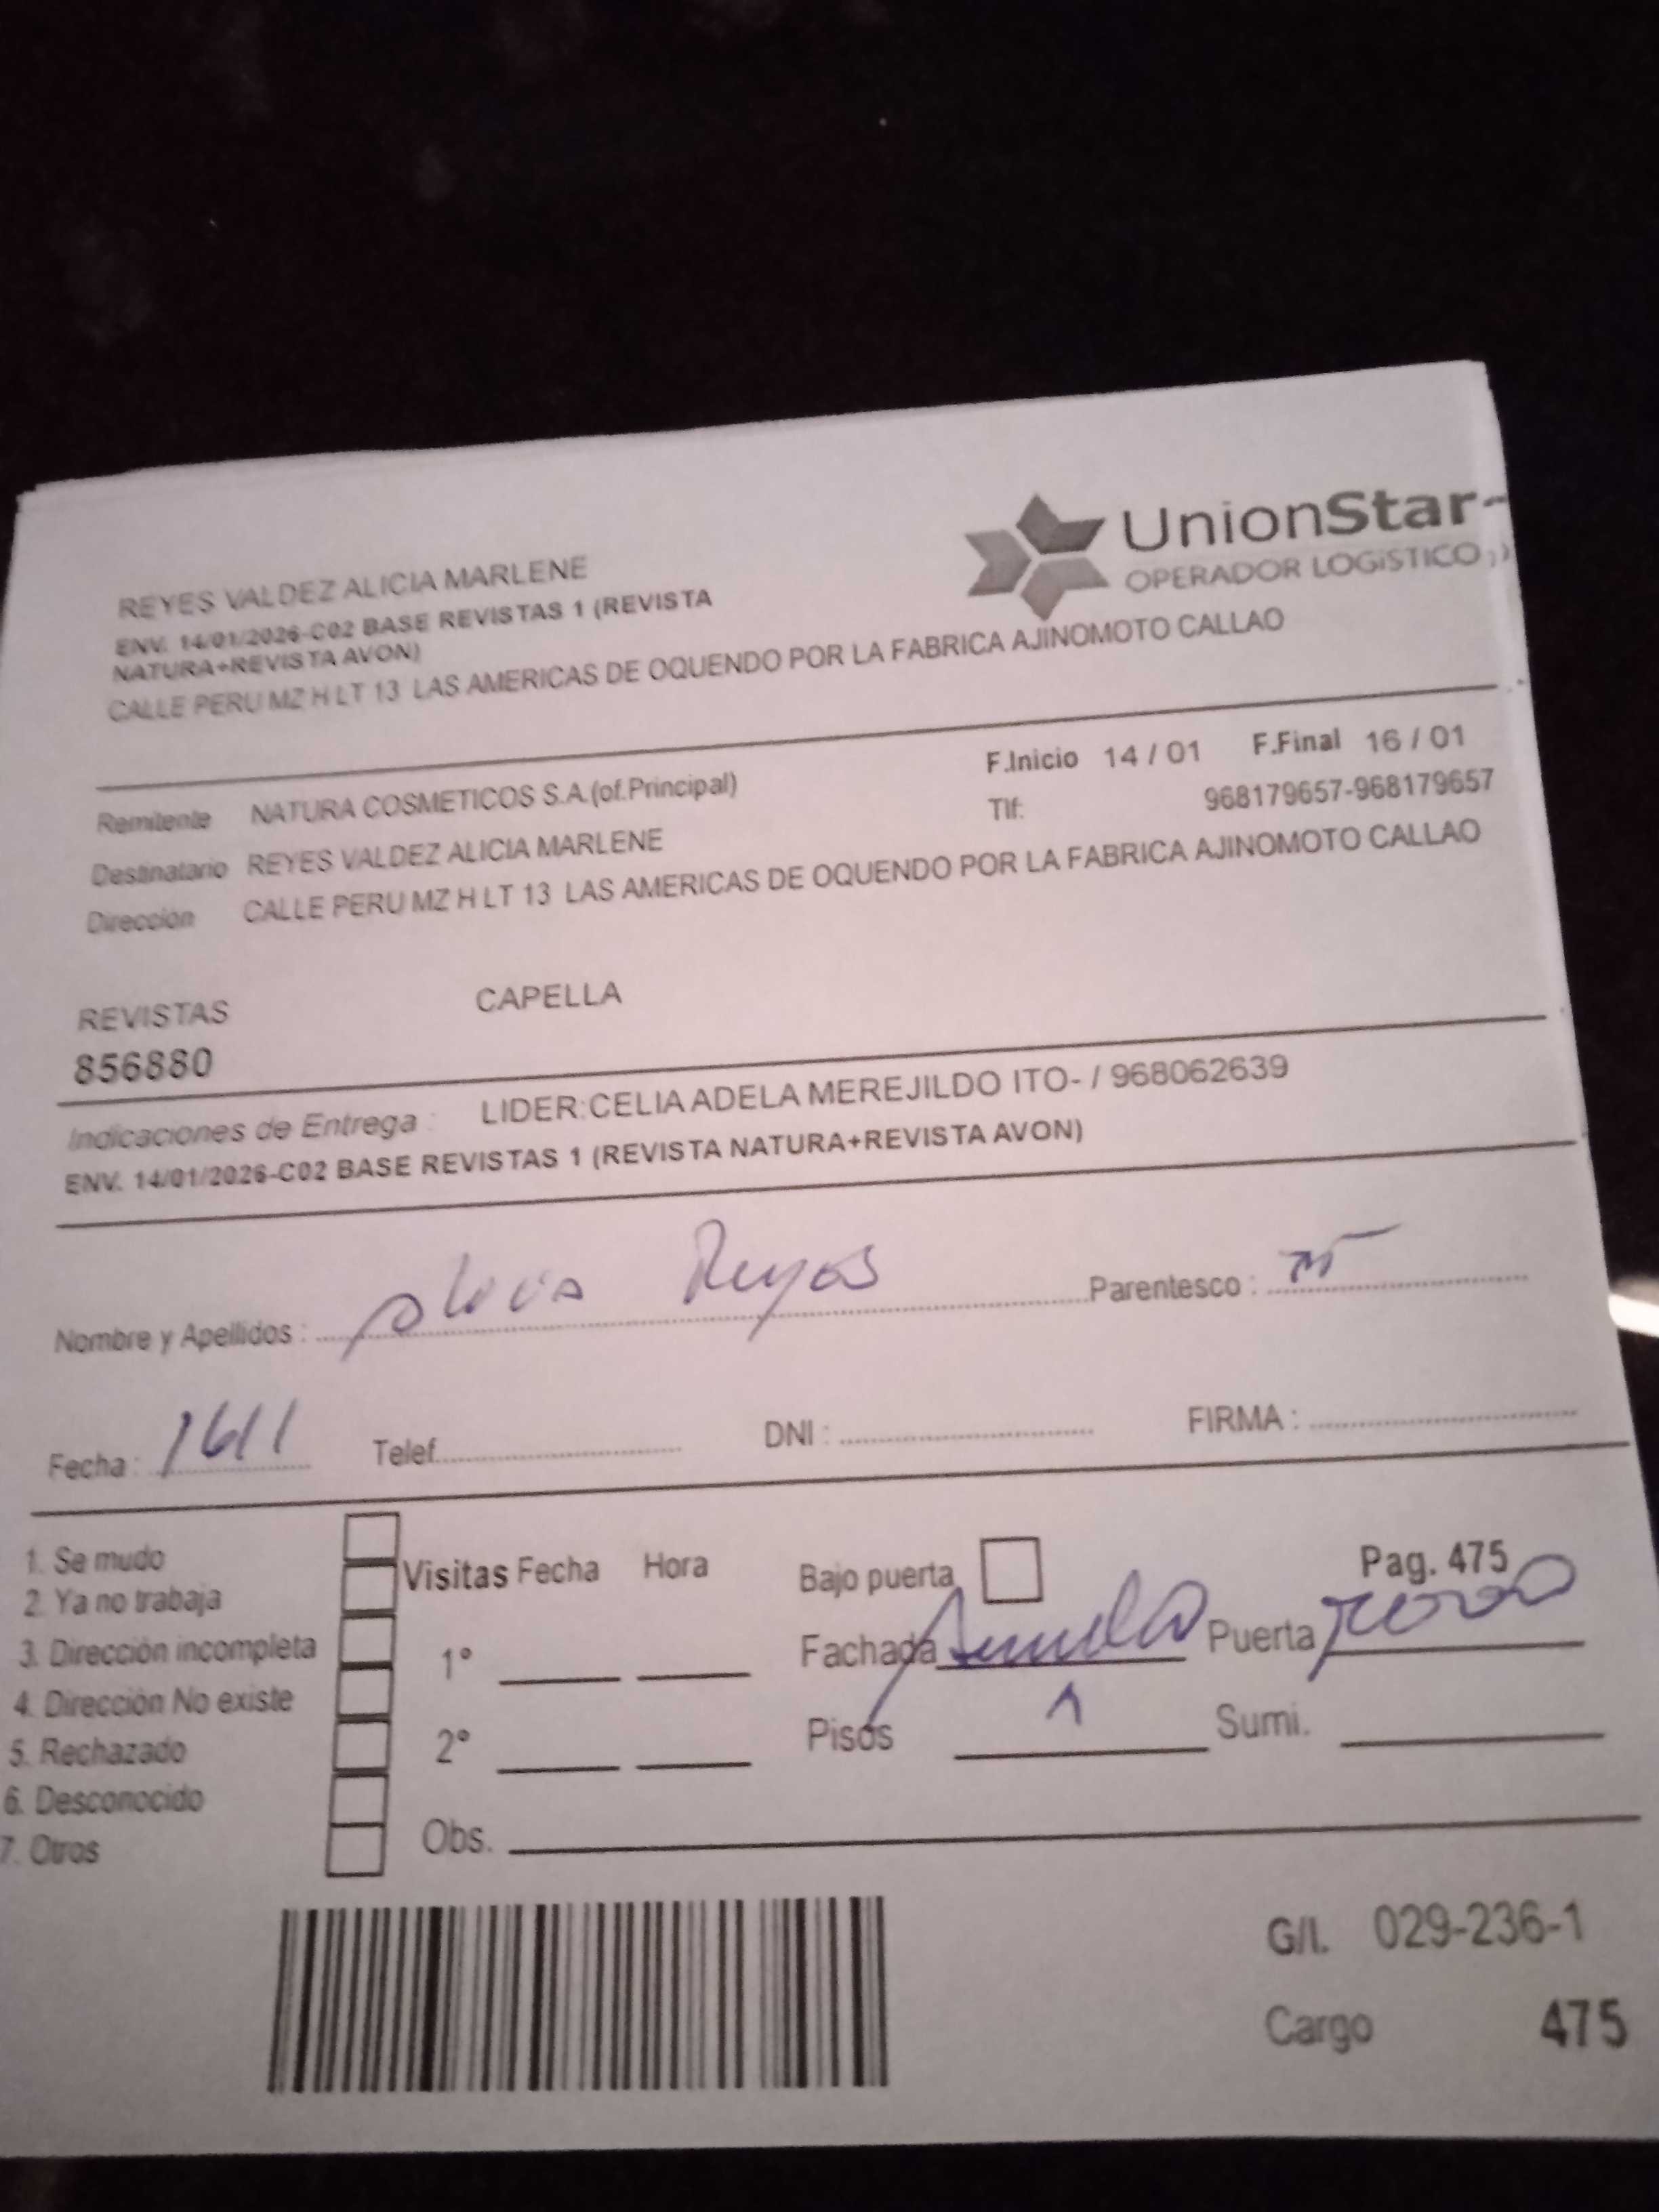 UnionStar
OPERADOR LOGíSTICO
REYES VALDEZ ALICIA MARLENE
ENV. 14/01/2026-C02 BASE REVISTAS 1 (REVISTA
NATURA+REVISTA AVON)
CALLE PERU MZ H LT 13 LAS AMERICAS DE OQUENDO POR LA FABRICA AJINOMOTO CALLAO
F.Inicio 14 / 01 F.Final 16 / 01
Remitente NATURA COSMETICOS S.A.(of.Principal) Tlf: 968179657-968179657
Destinatario REYES VALDEZ ALICIA MARLENE
Dirección CALLE PERU MZ H LT 13 LAS AMERICAS DE OQUENDO POR LA FABRICA AJINOMOTO CALLAO
REVISTAS CAPELLA
856880
Indicaciones de Entrega : LIDER:CELIA ADELA MEREJILDO ITO- / 968062639
ENV. 14/01/2026-C02 BASE REVISTAS 1 (REVISTA NATURA+REVISTA AVON)
Nombre y Apellidos : Reyes Parentesco :
Fecha : 16/1 Telef. DNI : FIRMA :
1. Se mudo
2. Ya no trabaja
3. Dirección incompleta
4. Dirección No existe
5. Rechazado
6. Desconocido
7. Otros
Visitas Fecha Hora
1°
2°
Obs.
Bajo puerta Pag. 475
Fachada Puerta
Pisos 1 Sumi.
G/I. 029-236-1
Cargo 475